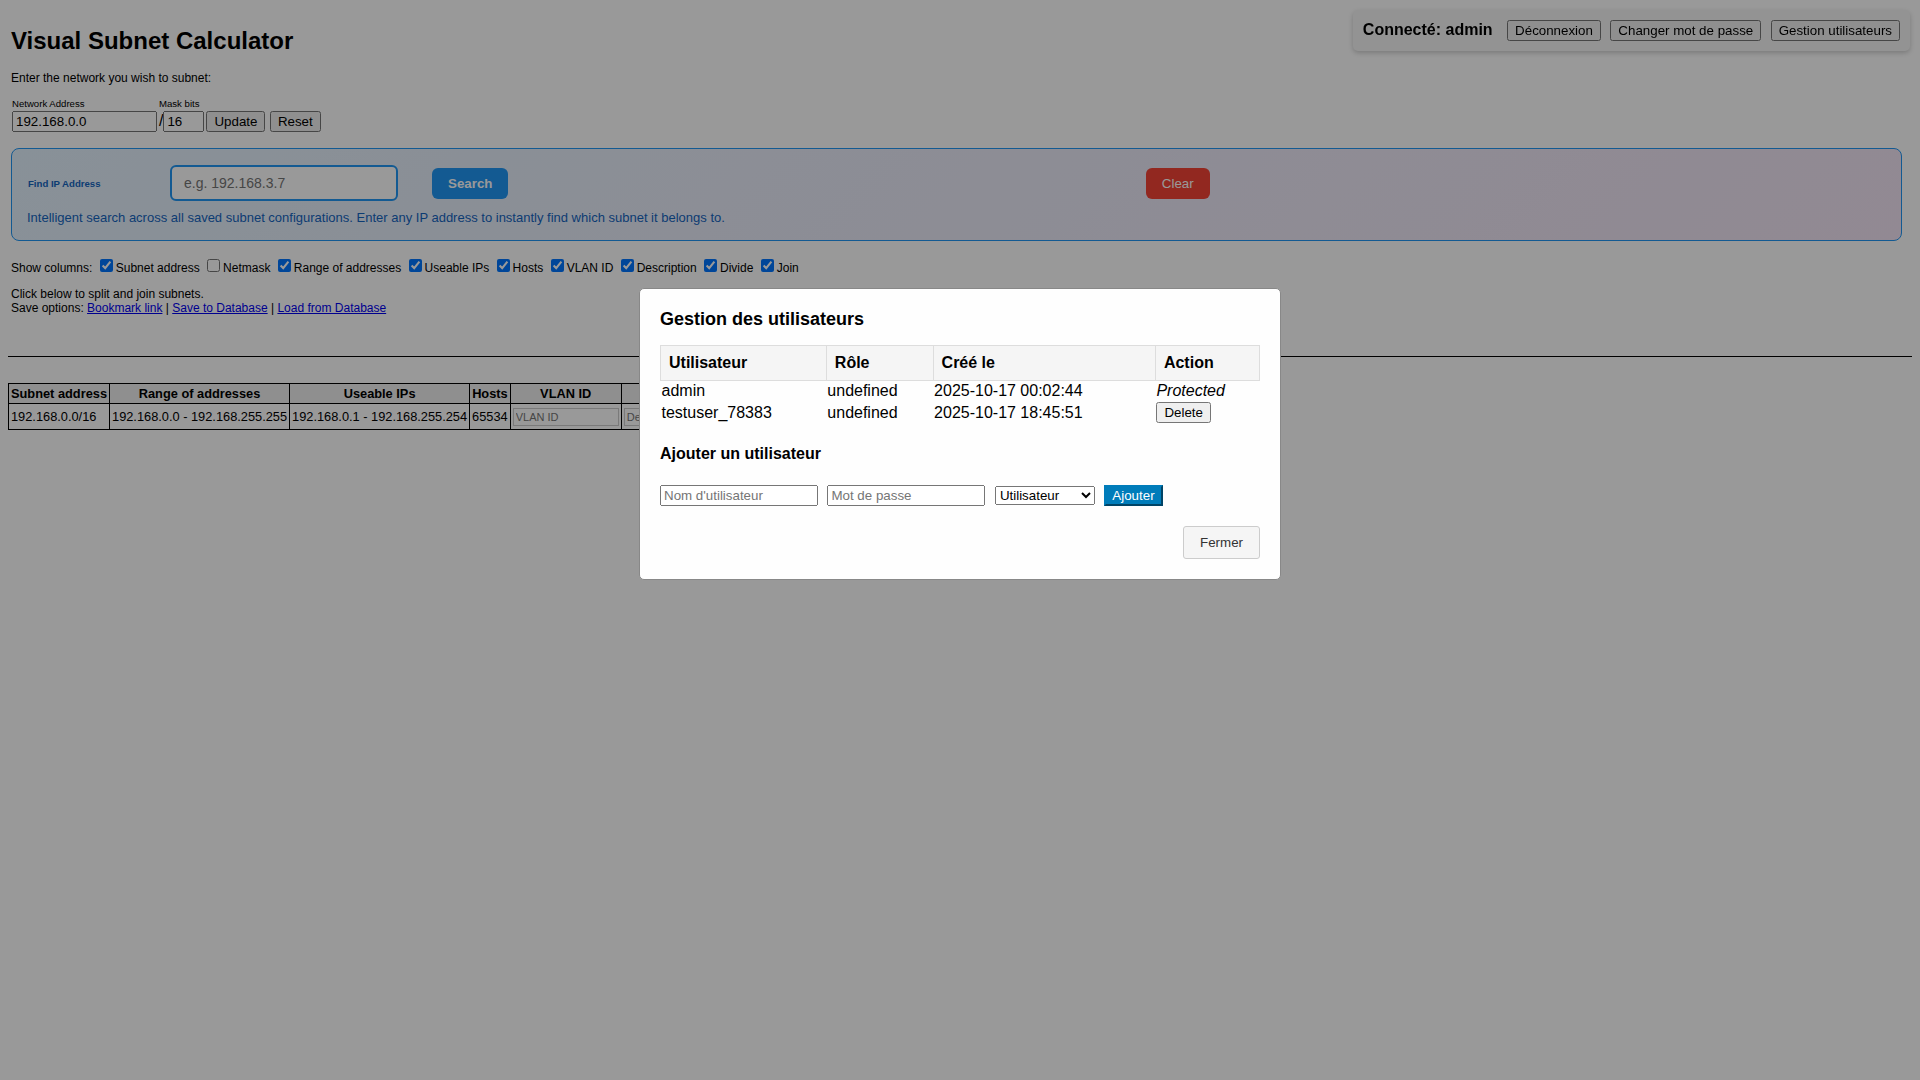 Visual Subnet Calculator
Connecté: admin Déconnexion Changer mot de passe Gestion utilisateurs
Enter the network you wish to subnet:
Network Address Mask bits
192.168.0.0 / 16 Update Reset
Find IP Address e.g. 192.168.3.7 Search Clear
Intelligent search across all saved subnet configurations. Enter any IP address to instantly find which subnet it belongs to.
Show columns: Subnet address Netmask Range of addresses Useable IPs Hosts VLAN ID Description Divide Join
Click below to split and join subnets.
Save options: Bookmark link | Save to Database | Load from Database
Subnet address Range of addresses Useable IPs Hosts VLAN ID
192.168.0.0/16 192.168.0.0 - 192.168.255.255 192.168.0.1 - 192.168.255.254 65534 VLAN ID De
Gestion des utilisateurs
Utilisateur Rôle Créé le Action
admin undefined 2025-10-17 00:02:44 Protected
testuser_78383 undefined 2025-10-17 18:45:51 Delete
Ajouter un utilisateur
Nom d'utilisateur Mot de passe Utilisateur Ajouter
Fermer